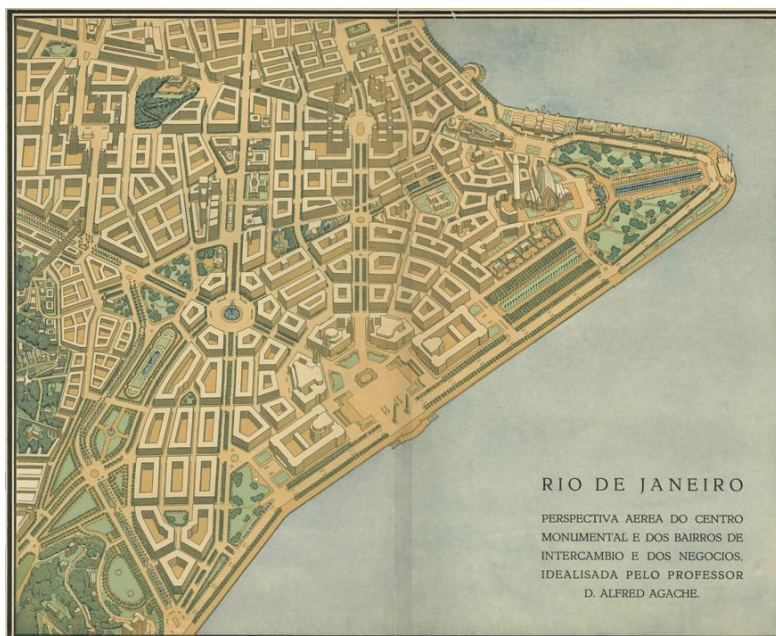 RIO DE JANEIRO
PERSPECTIVA AEREA DO CENTRO
MONUMENTAL E DOS BAIRROS DE
INTERCAMBIO E DOS NEGOCIOS,
IDEALISADA PELO PROFESSOR
D. ALFRED AGACHE.